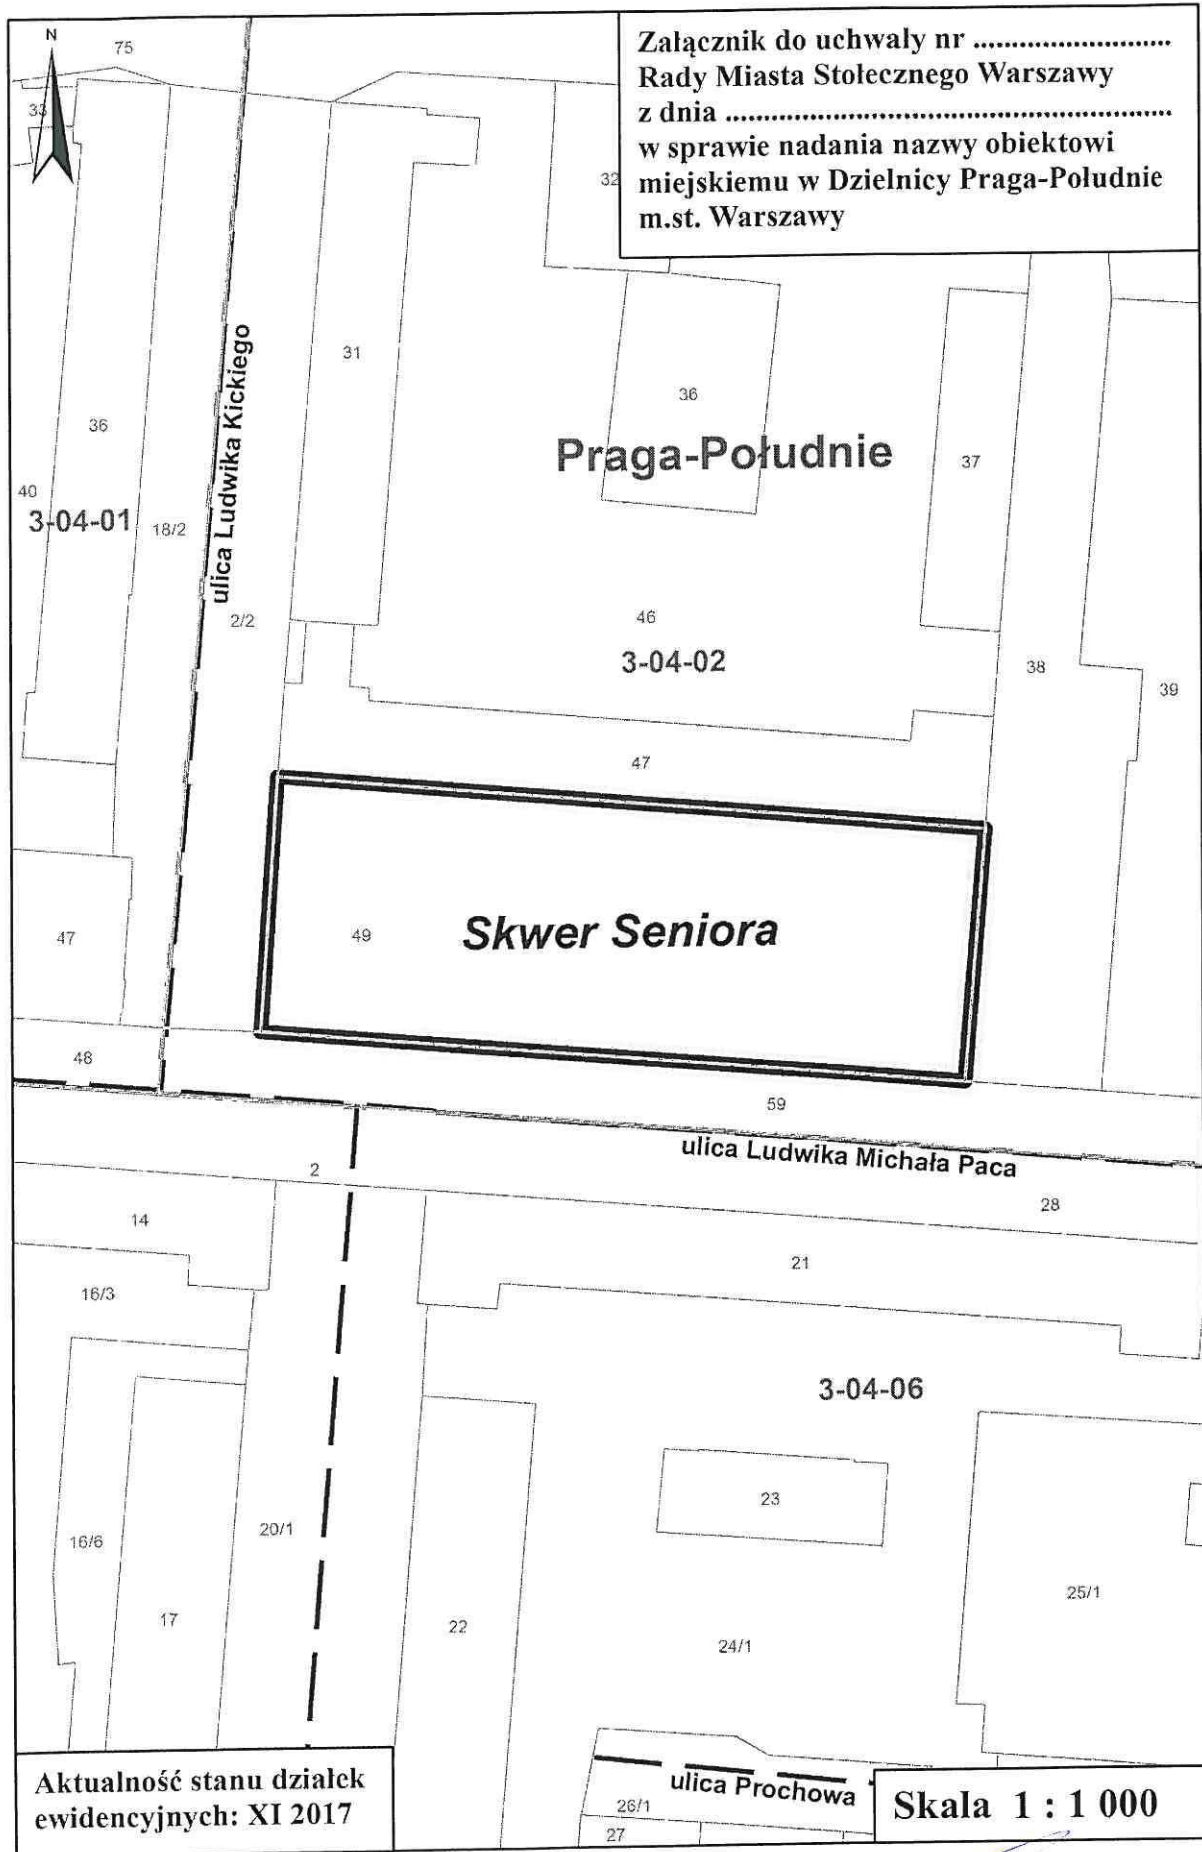 N
75
33
Załącznik do uchwały nr ............................
Rady Miasta Stołecznego Warszawy
z dnia ......................................................
w sprawie nadania nazwy obiektowi
miejskiemu w Dzielnicy Praga-Południe
m.st. Warszawy
32
31
36
36
Praga-Południe
37
ulica Ludwika Kickiego
40
3-04-01
18/2
2/2
46
3-04-02
38
39
47
47
49
Skwer Seniora
48
59
ulica Ludwika Michała Paca
2
28
14
21
16/3
3-04-06
23
16/6
20/1
25/1
17
22
24/1
Aktualność stanu działek
ewidencyjnych: XI 2017
ulica Prochowa
26/1
27
Skala 1 : 1 000